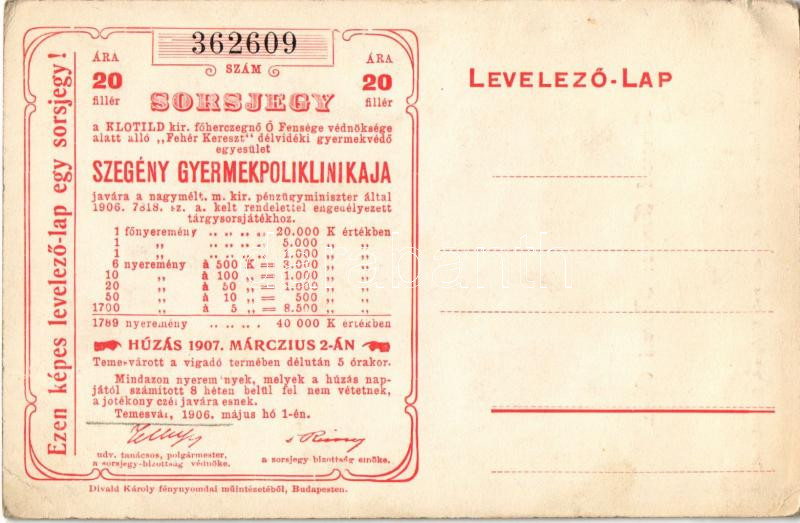 Ezen képes levelező-lap egy sorsjegy!
362609
SZÁM
ÁRA
20
fillér
ÁRA
20
fillér
SORSJEGY
a KLOTILD kir. főherczegnő Ő Fensége védnöksége
alatt álló „Fehér Kereszt" délvidéki gyermekvédő
egyesület
SZEGÉNY GYERMEKPOLIKLINIKAJA
javára a nagymélt. m. kir. pénzügyminiszter által
1906. 7818. sz. a. kelt rendelettel engedélyezett
tárgysorsjátékhoz.
1 főnyeremény .. .. .. .. 20.000 K értékben
1 „ .. .. .. .. 5.000 „ „
1 „ .. .. .. .. 1.000 „ „
6 nyeremény à 500 K = 3.000 „ „
10 „ à 100 „ = 1.000 „ „
20 „ à 50 „ = 1.000 „ „
50 „ à 10 „ = 500 „ „
1700 „ à 5 „ = 8.500 „ „
1789 nyeremény .. .. .. .. 40 000 K értékben
HÚZÁS 1907. MÁRCZIUS 2-ÁN
Temesvárott a vigadó termében délután 5 órakor.
Mindazon nyerem nyek, melyek a húzás nap-
jától számított 8 héten belül fel nem vétetnek,
a jótékony czél javára esnek.
Temesvár, 1906. május hó 1-én.
udv. tanácsos, polgármester,
a sorsjegy-bizottság védnöke.
a sorsjegy-bizottság elnöke.
Divald Károly fénynyomdai műintézetéből, Budapesten.
LEVELEZŐ-LAP